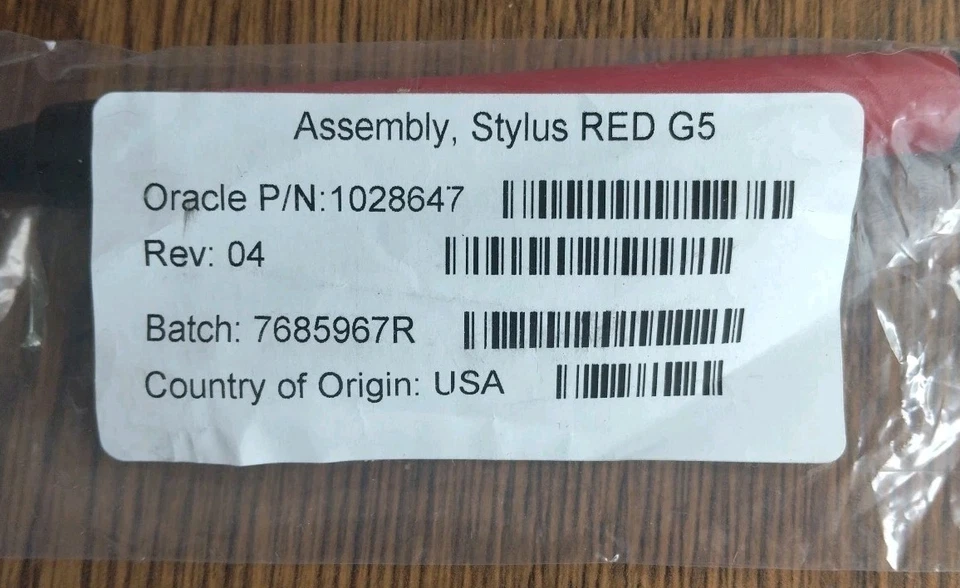 Assembly, Stylus RED G5
Oracle P/N:1028647
Rev: 04
Batch: 7685967R
Country of Origin: USA